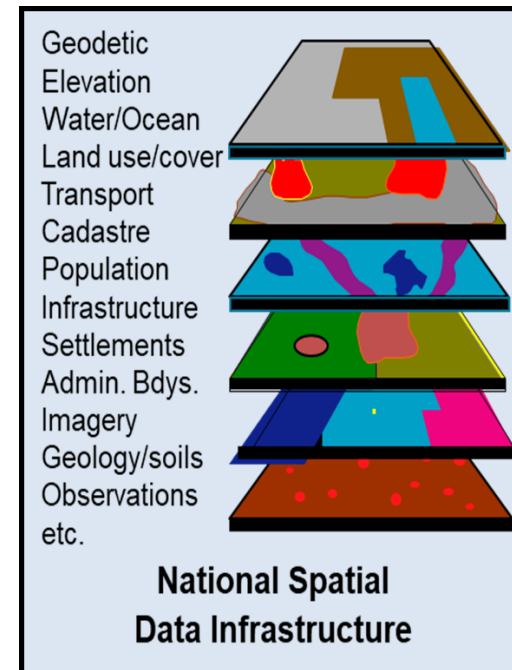 Geodetic
Elevation
Water/Ocean
Land use/cover
Transport
Cadastre
Population
Infrastructure
Settlements
Admin. Bdys.
Imagery
Geology/soils
Observations
etc.
National Spatial
Data Infrastructure